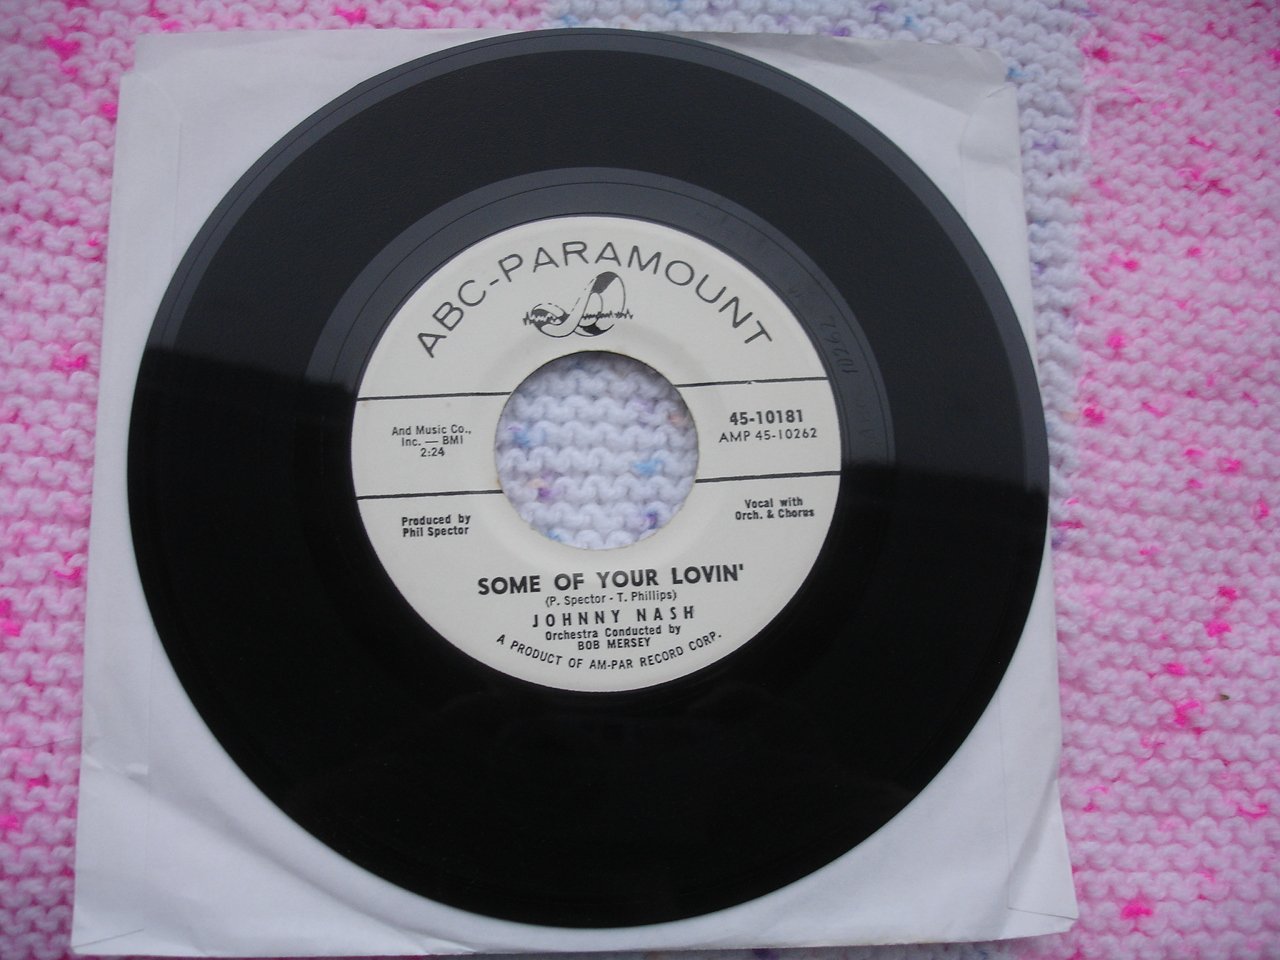 ABC-PARAMOUNT
And Music Co.,
Inc. — BMI
2:24
45-10181
AMP 45-10262
Produced by
Phil Spector
Vocal with
Orch. & Chorus
SOME OF YOUR LOVIN'
(P. Spector - T. Phillips)
JOHNNY NASH
Orchestra Conducted by
BOB MERSEY
A PRODUCT OF AM-PAR RECORD CORP.
10262